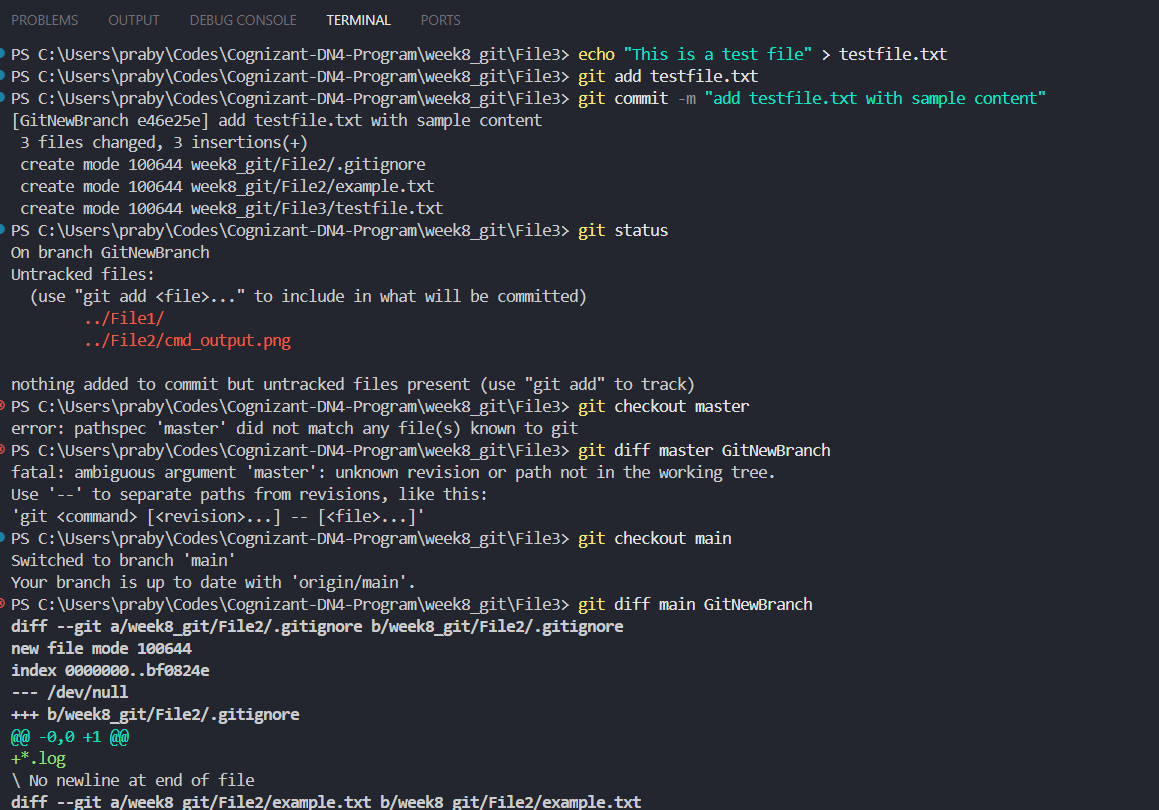 PROBLEMS OUTPUT DEBUG CONSOLE TERMINAL PORTS
PS C:\Users\praby\Codes\Cognizant-DN4-Program\week8_git\File3> echo "This is a test file" > testfile.txt
PS C:\Users\praby\Codes\Cognizant-DN4-Program\week8_git\File3> git add testfile.txt
PS C:\Users\praby\Codes\Cognizant-DN4-Program\week8_git\File3> git commit -m "add testfile.txt with sample content"
[GitNewBranch e46e25e] add testfile.txt with sample content
 3 files changed, 3 insertions(+)
 create mode 100644 week8_git/File2/.gitignore
 create mode 100644 week8_git/File2/example.txt
 create mode 100644 week8_git/File3/testfile.txt
PS C:\Users\praby\Codes\Cognizant-DN4-Program\week8_git\File3> git status
On branch GitNewBranch
Untracked files:
  (use "git add <file>..." to include in what will be committed)
        ../File1/
        ../File2/cmd_output.png
nothing added to commit but untracked files present (use "git add" to track)
PS C:\Users\praby\Codes\Cognizant-DN4-Program\week8_git\File3> git checkout master
error: pathspec 'master' did not match any file(s) known to git
PS C:\Users\praby\Codes\Cognizant-DN4-Program\week8_git\File3> git diff master GitNewBranch
fatal: ambiguous argument 'master': unknown revision or path not in the working tree.
Use '--' to separate paths from revisions, like this:
'git <command> [<revision>...] -- [<file>...]'
PS C:\Users\praby\Codes\Cognizant-DN4-Program\week8_git\File3> git checkout main
Switched to branch 'main'
Your branch is up to date with 'origin/main'.
PS C:\Users\praby\Codes\Cognizant-DN4-Program\week8_git\File3> git diff main GitNewBranch
diff --git a/week8_git/File2/.gitignore b/week8_git/File2/.gitignore
new file mode 100644
index 0000000..bf0824e
--- /dev/null
+++ b/week8_git/File2/.gitignore
@@ -0,0 +1 @@
+*.log
\ No newline at end of file
diff --git a/week8_git/File2/example.txt b/week8_git/File2/example.txt